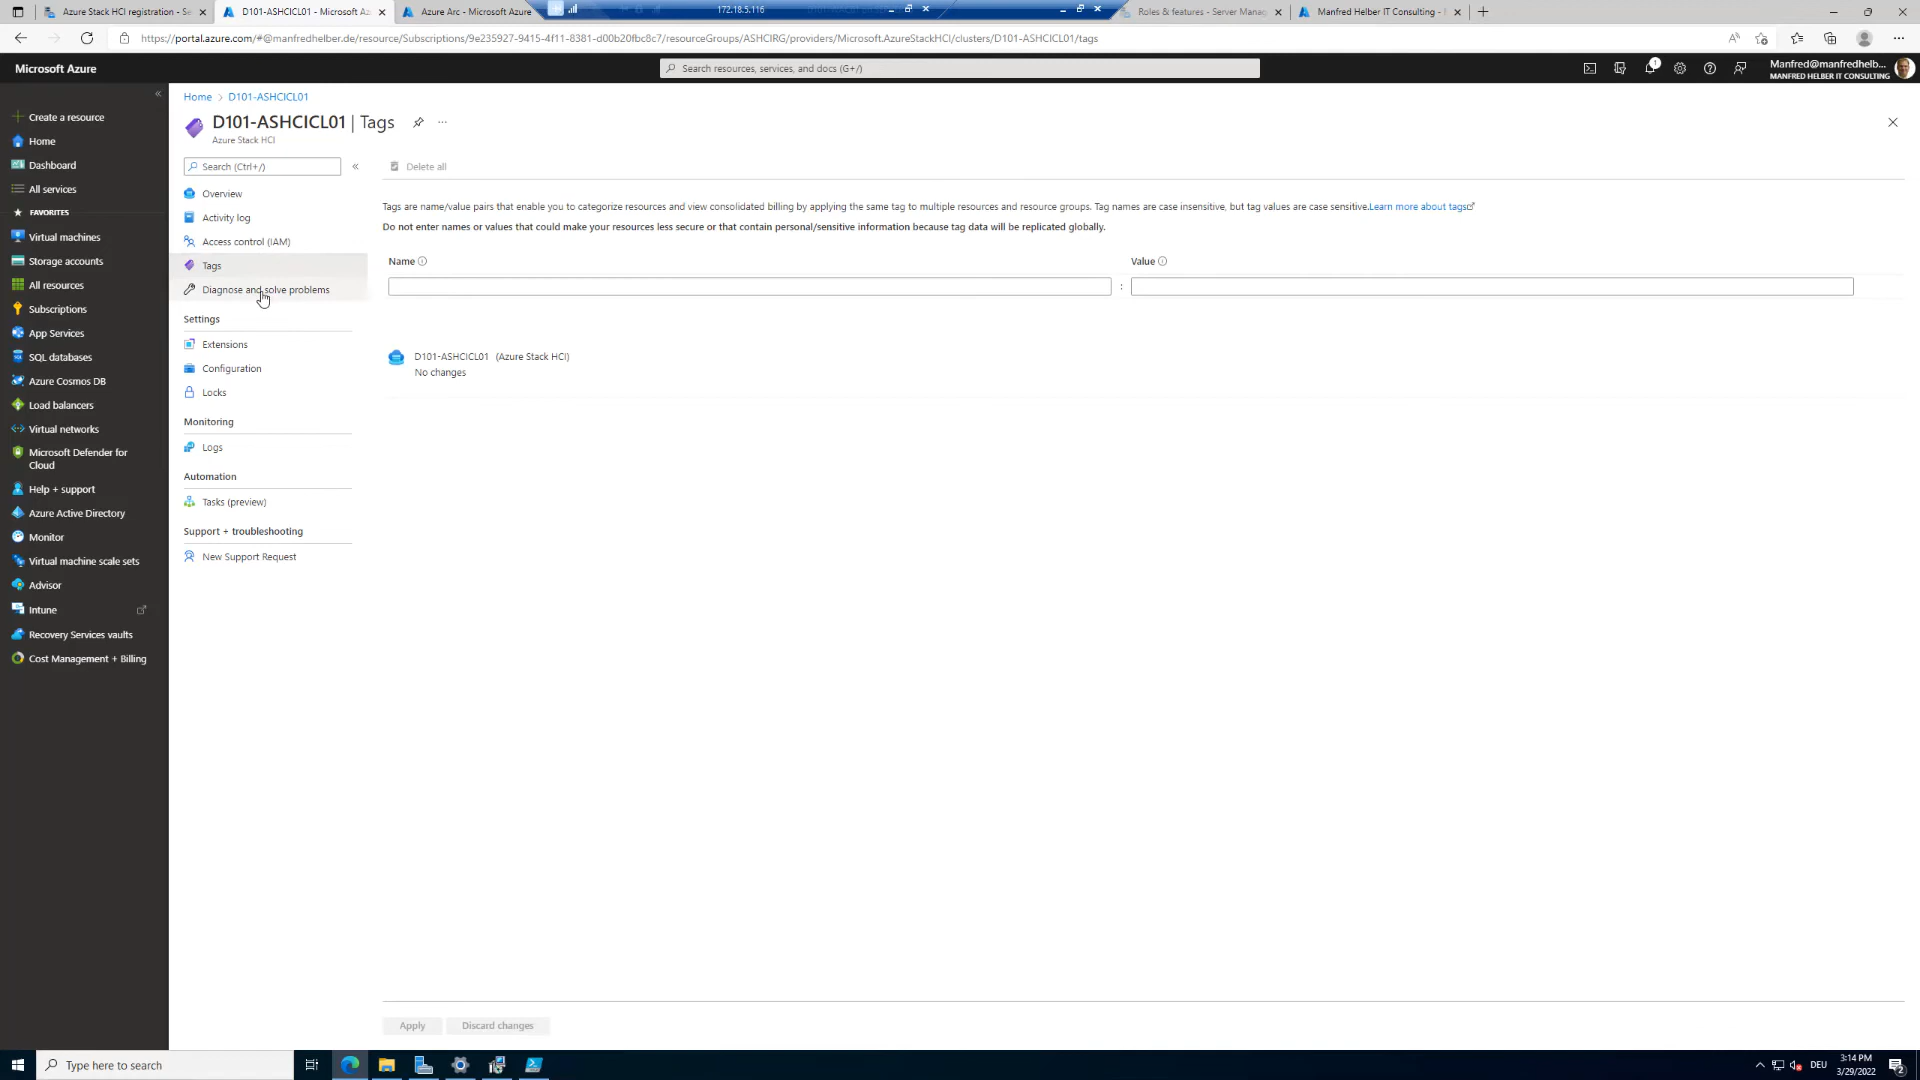 Azure Stack HCI registration - Se
D101-ASHCICL01 - Microsoft Az
Azure Arc - Microsoft Azure
172.18.5.116
Roles & features - Server Manag
Manfred Helber IT Consulting -
https://portal.azure.com/#@manfredhelber.de/resource/Subscriptions/9e235927-9415-4f11-8381-d00b20fbc8c7/resourceGroups/ASHCIRG/providers/Microsoft.AzureStackHCI/clusters/D101-ASHCICL01/tags
Microsoft Azure
Search resources, services, and docs (G+/)
1
Manfred@manfredhelb...
MANFRED HELBER IT CONSULTING
Create a resource
Home
Dashboard
All services
FAVORITES
Virtual machines
Storage accounts
All resources
Subscriptions
App Services
SQL databases
Azure Cosmos DB
Load balancers
Virtual networks
Microsoft Defender for
Cloud
Help + support
Azure Active Directory
Monitor
Virtual machine scale sets
Advisor
Intune
Recovery Services vaults
Cost Management + Billing
Home > D101-ASHCICL01
D101-ASHCICL01 | Tags
Azure Stack HCI
Search (Ctrl+/)
Overview
Activity log
Access control (IAM)
Tags
Diagnose and solve problems
Settings
Extensions
Configuration
Locks
Monitoring
Logs
Automation
Tasks (preview)
Support + troubleshooting
New Support Request
Delete all
Tags are name/value pairs that enable you to categorize resources and view consolidated billing by applying the same tag to multiple resources and resource groups. Tag names are case insensitive, but tag values are case sensitive.Learn more about tags
Do not enter names or values that could make your resources less secure or that contain personal/sensitive information because tag data will be replicated globally.
Name
Value
:
D101-ASHCICL01 (Azure Stack HCI)
No changes
Apply
Discard changes
Type here to search
DEU
3:14 PM
3/29/2022
2